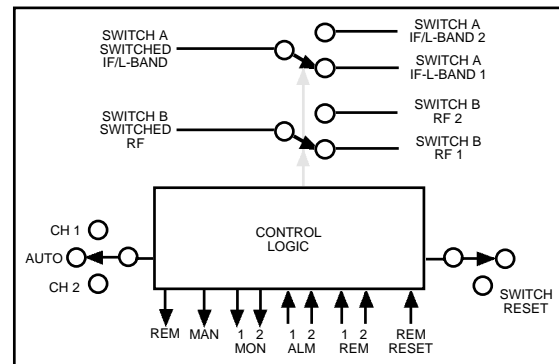 SWITCH A
SWITCHED
IF/L-BAND
SWITCH A
IF/L-BAND 2
SWITCH A
IF-L-BAND 1
SWITCH B
SWITCHED
RF
SWITCH B
RF 2
SWITCH B
RF 1
CONTROL
LOGIC
CH 1
AUTO
CH 2
SWITCH
RESET
REM
MAN
1 2
MON
1 2
ALM
1 2
REM
REM
RESET